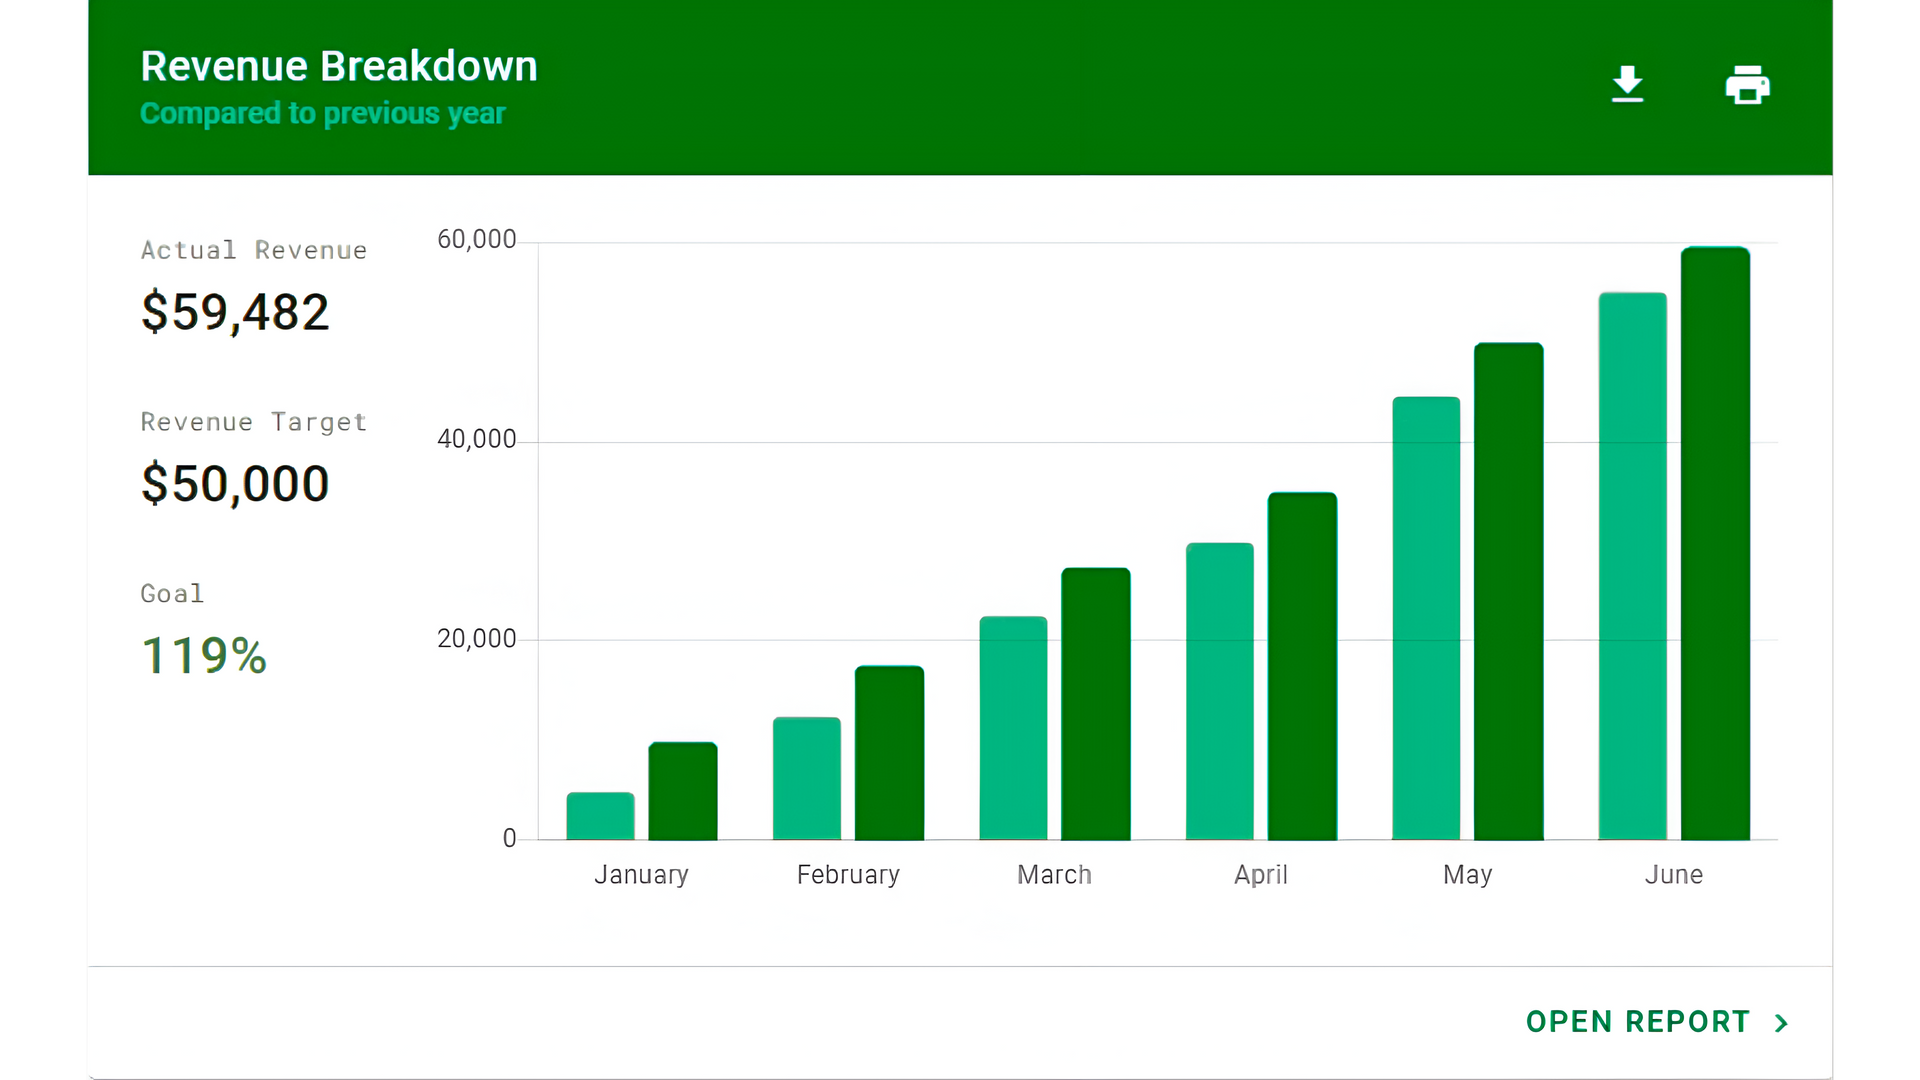 Revenue Breakdown
Compared to previous year
Actual Revenue
$59,482
Revenue Target
$50,000
Goal
119%
60,000
40,000
20,000
0
January
February
March
April
May
June
OPEN REPORT